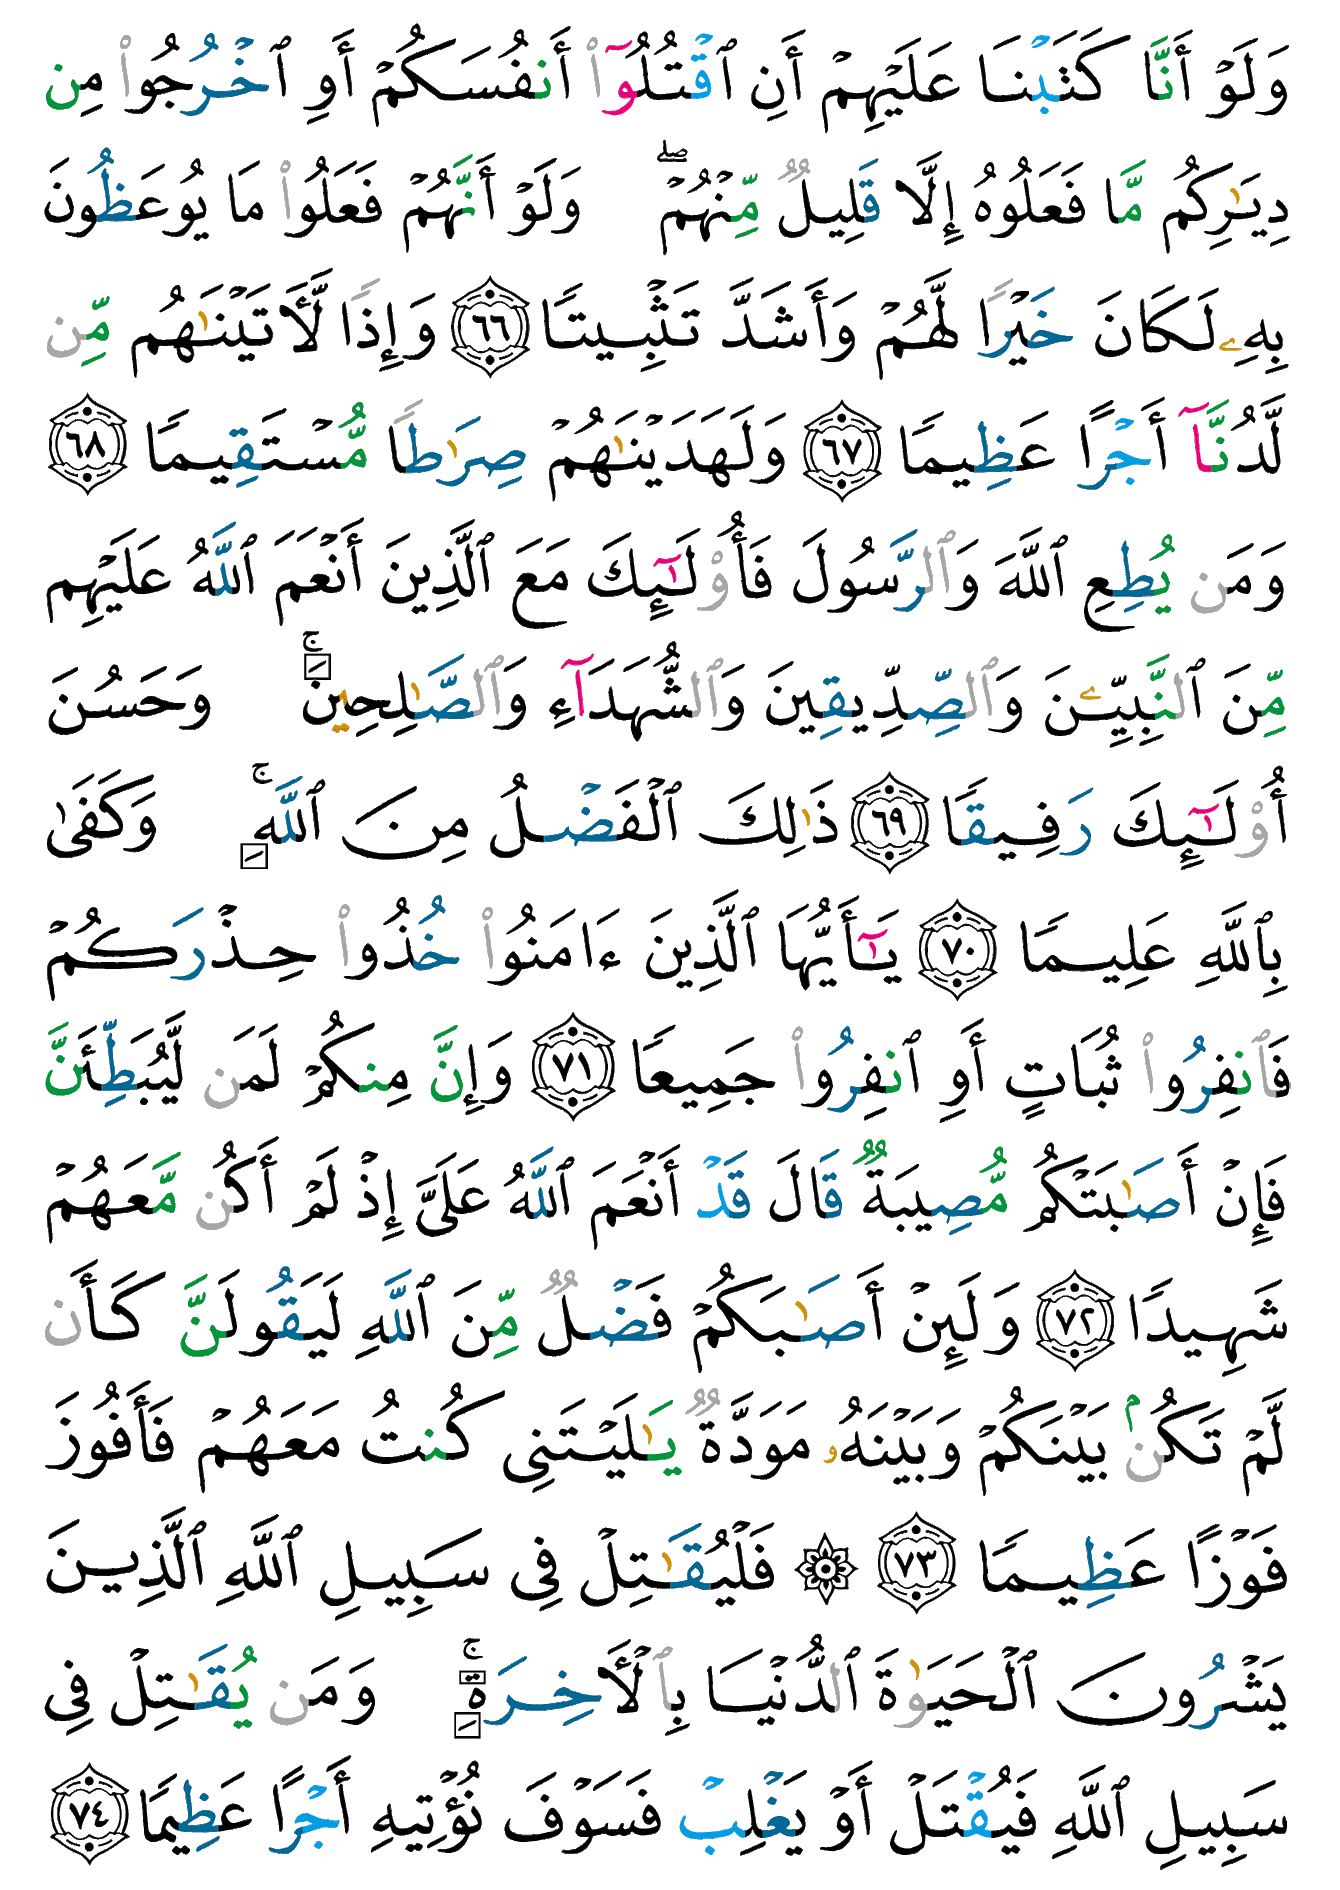 وَلَوْ أَنَّا كَتَبْنَا عَلَيْهِمْ أَنِ ٱقْتُلُوٓا۟ أَنفُسَكُمْ أَوِ ٱخْرُجُوا۟ مِن
دِيَـٰرِكُم مَّا فَعَلُوهُ إِلَّا قَلِيلٌ مِّنْهُمْ ۖ وَلَوْ أَنَّهُمْ فَعَلُوا۟ مَا يُوعَظُونَ
بِهِۦ لَكَانَ خَيْرًا لَّهُمْ وَأَشَدَّ تَثْبِيتًا ٦٦ وَإِذًا لَّـَٔاتَيْنَـٰهُم مِّن
لَّدُنَّآ أَجْرًا عَظِيمًا ٦٧ وَلَهَدَيْنَـٰهُمْ صِرَٰطًا مُّسْتَقِيمًا ٦٨
وَمَن يُطِعِ ٱللَّهَ وَٱلرَّسُولَ فَأُو۟لَـٰٓئِكَ مَعَ ٱلَّذِينَ أَنْعَمَ ٱللَّهُ عَلَيْهِم
مِّنَ ٱلنَّبِيِّـۧنَ وَٱلصِّدِّيقِينَ وَٱلشُّهَدَآءِ وَٱلصَّـٰلِحِينَ ۚ وَحَسُنَ
أُو۟لَـٰٓئِكَ رَفِيقًا ٦٩ ذَٰلِكَ ٱلْفَضْلُ مِنَ ٱللَّهِ ۚ وَكَفَىٰ
بِٱللَّهِ عَلِيمًا ٧٠ يَـٰٓأَيُّهَا ٱلَّذِينَ ءَامَنُوا۟ خُذُوا۟ حِذْرَكُمْ
فَٱنفِرُوا۟ ثُبَاتٍ أَوِ ٱنفِرُوا۟ جَمِيعًا ٧١ وَإِنَّ مِنكُمْ لَمَن لَّيُبَطِّئَنَّ
فَإِنْ أَصَـٰبَتْكُم مُّصِيبَةٌ قَالَ قَدْ أَنْعَمَ ٱللَّهُ عَلَىَّ إِذْ لَمْ أَكُن مَّعَهُمْ
شَهِيدًا ٧٢ وَلَئِنْ أَصَـٰبَكُمْ فَضْلٌ مِّنَ ٱللَّهِ لَيَقُولَنَّ كَأَن
لَّمْ تَكُنۢ بَيْنَكُمْ وَبَيْنَهُۥ مَوَدَّةٌ يَـٰلَيْتَنِى كُنتُ مَعَهُمْ فَأَفُوزَ
فَوْزًا عَظِيمًا ٧٣ ۞ فَلْيُقَـٰتِلْ فِى سَبِيلِ ٱللَّهِ ٱلَّذِينَ
يَشْرُونَ ٱلْحَيَوٰةَ ٱلدُّنْيَا بِٱلْـَٔاخِرَةِ ۚ وَمَن يُقَـٰتِلْ فِى
سَبِيلِ ٱللَّهِ فَيُقْتَلْ أَوْ يَغْلِبْ فَسَوْفَ نُؤْتِيهِ أَجْرًا عَظِيمًا ٧٤